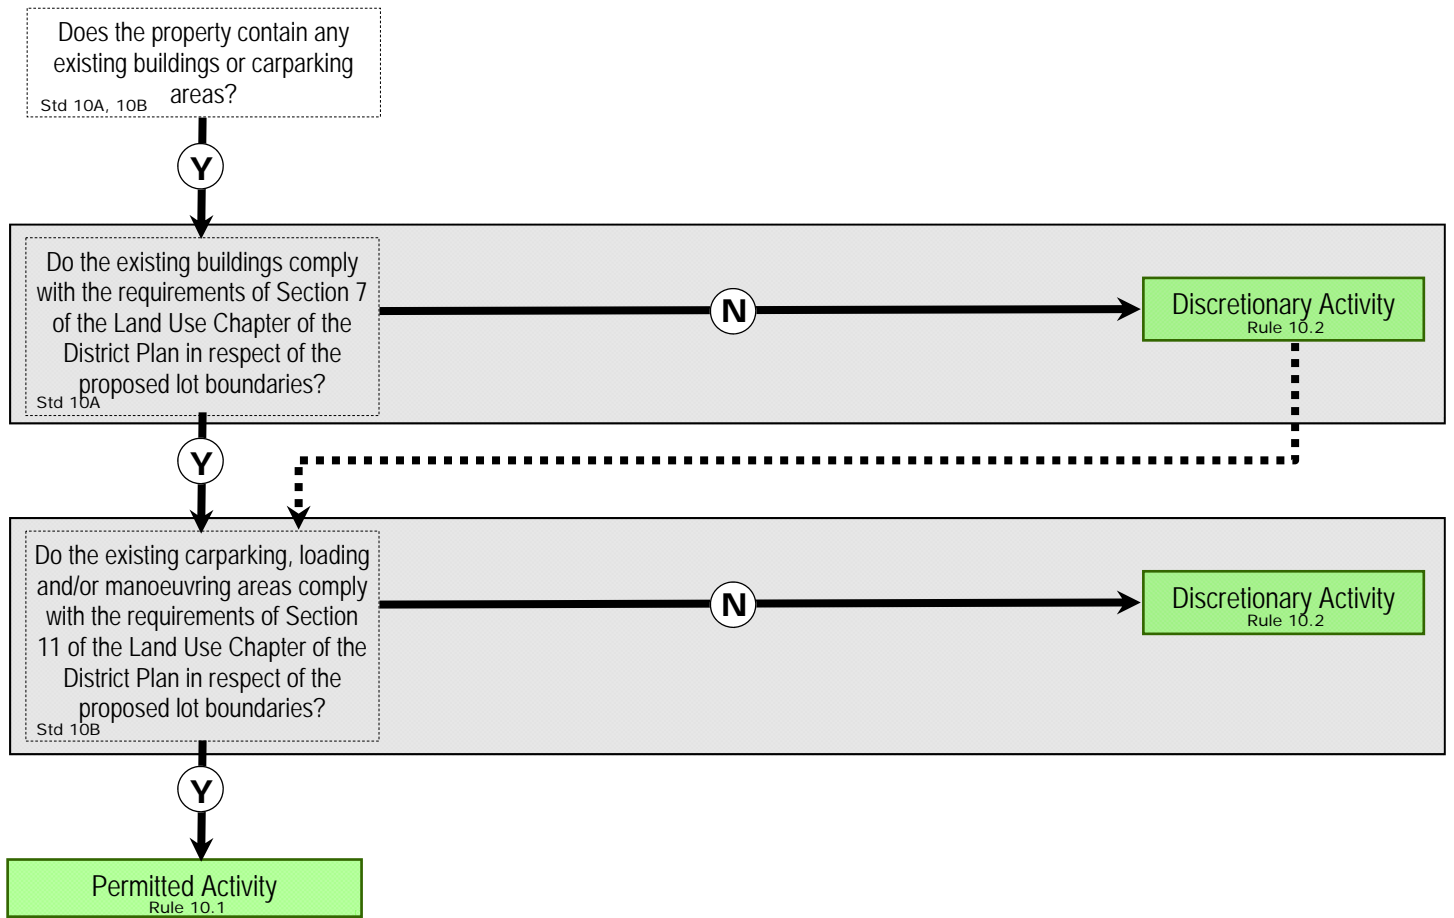 Does the property contain any
existing buildings or carparking
areas?
Std 10A, 10B
Y
Do the existing buildings comply
with the requirements of Section 7
of the Land Use Chapter of the
District Plan in respect of the
proposed lot boundaries?
Std 10A
N
Discretionary Activity
Rule 10.2
Y
Do the existing carparking, loading
and/or manoeuvring areas comply
with the requirements of Section
11 of the Land Use Chapter of the
District Plan in respect of the
proposed lot boundaries?
Std 10B
N
Discretionary Activity
Rule 10.2
Y
Permitted Activity
Rule 10.1